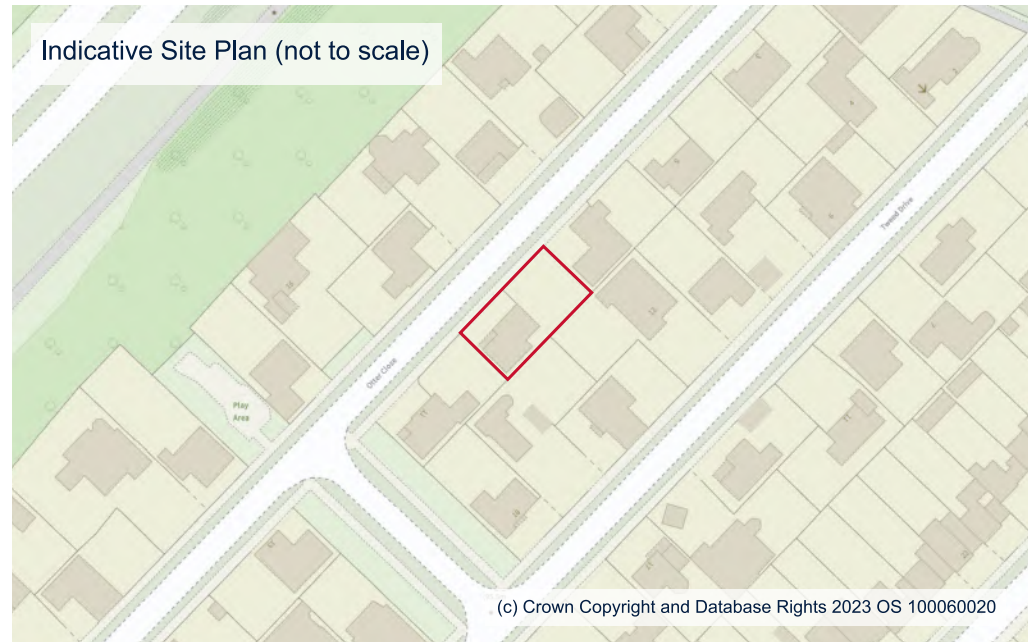 Indicative Site Plan (not to scale)
Tweed Drive
Otter Close
Play
Area
(c) Crown Copyright and Database Rights 2023 OS 100060020